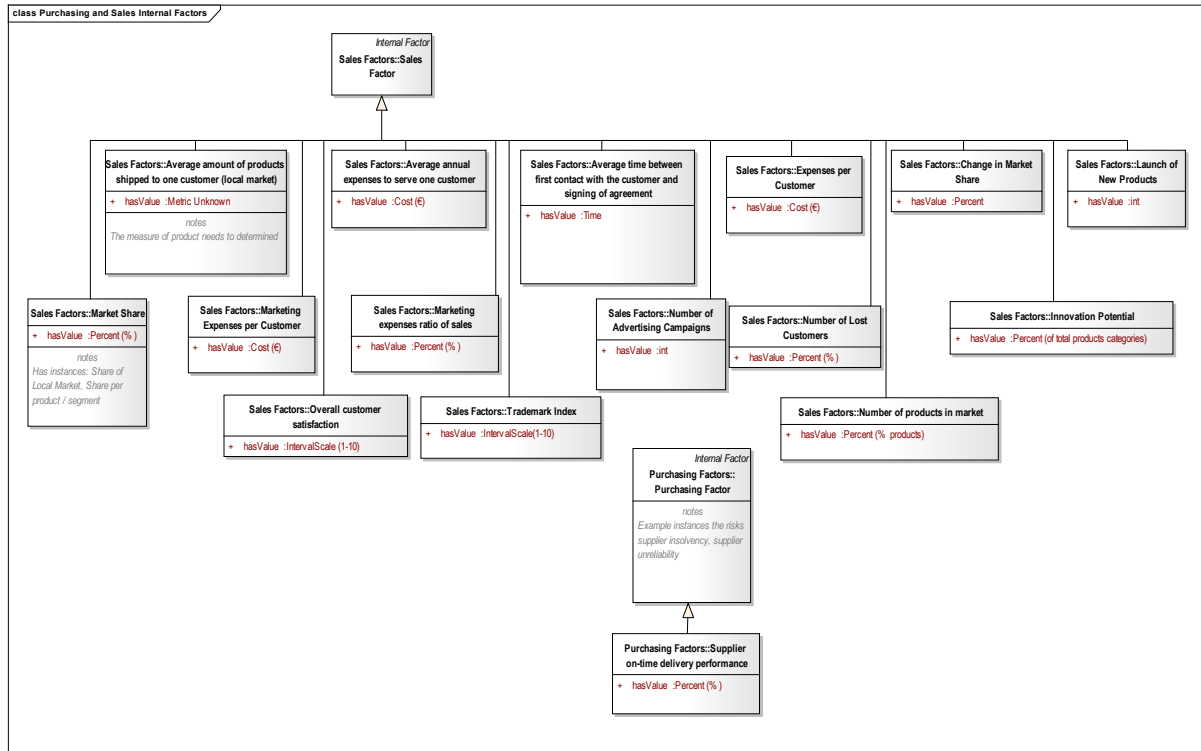 class Purchasing and Sales Internal Factors
Internal Factor
Sales Factors::Sales
Factor
Sales Factors::Average amount of products
shipped to one customer (local market)
+ hasValue :Metric Unknown
notes
The measure of product needs to determined
Sales Factors::Average annual
expenses to serve one customer
+ hasValue :Cost (€)
Sales Factors::Average time between
first contact with the customer and
signing of agreement
+ hasValue :Time
Sales Factors::Expenses per
Customer
+ hasValue :Cost (€)
Sales Factors::Change in Market
Share
+ hasValue :Percent
Sales Factors::Launch of
New Products
+ hasValue :int
Sales Factors::Market Share
+ hasValue :Percent (% )
notes
Has instances: Share of
Local Market, Share per
product / segment
Sales Factors::Marketing
Expenses per Customer
+ hasValue :Cost (€)
Sales Factors::Marketing
expenses ratio of sales
+ hasValue :Percent (% )
Sales Factors::Number of
Advertising Campaigns
+ hasValue :int
Sales Factors::Number of Lost
Customers
+ hasValue :Percent (% )
Sales Factors::Innovation Potential
+ hasValue :Percent (of total products categories)
Sales Factors::Overall customer
satisfaction
+ hasValue :IntervalScale (1-10)
Sales Factors::Trademark Index
+ hasValue :IntervalScale(1-10)
Sales Factors::Number of products in market
+ hasValue :Percent (% products)
Internal Factor
Purchasing Factors::
Purchasing Factor
notes
Example instances the risks
supplier insolvency, supplier
unreliability
Purchasing Factors::Supplier
on-time delivery performance
+ hasValue :Percent (% )